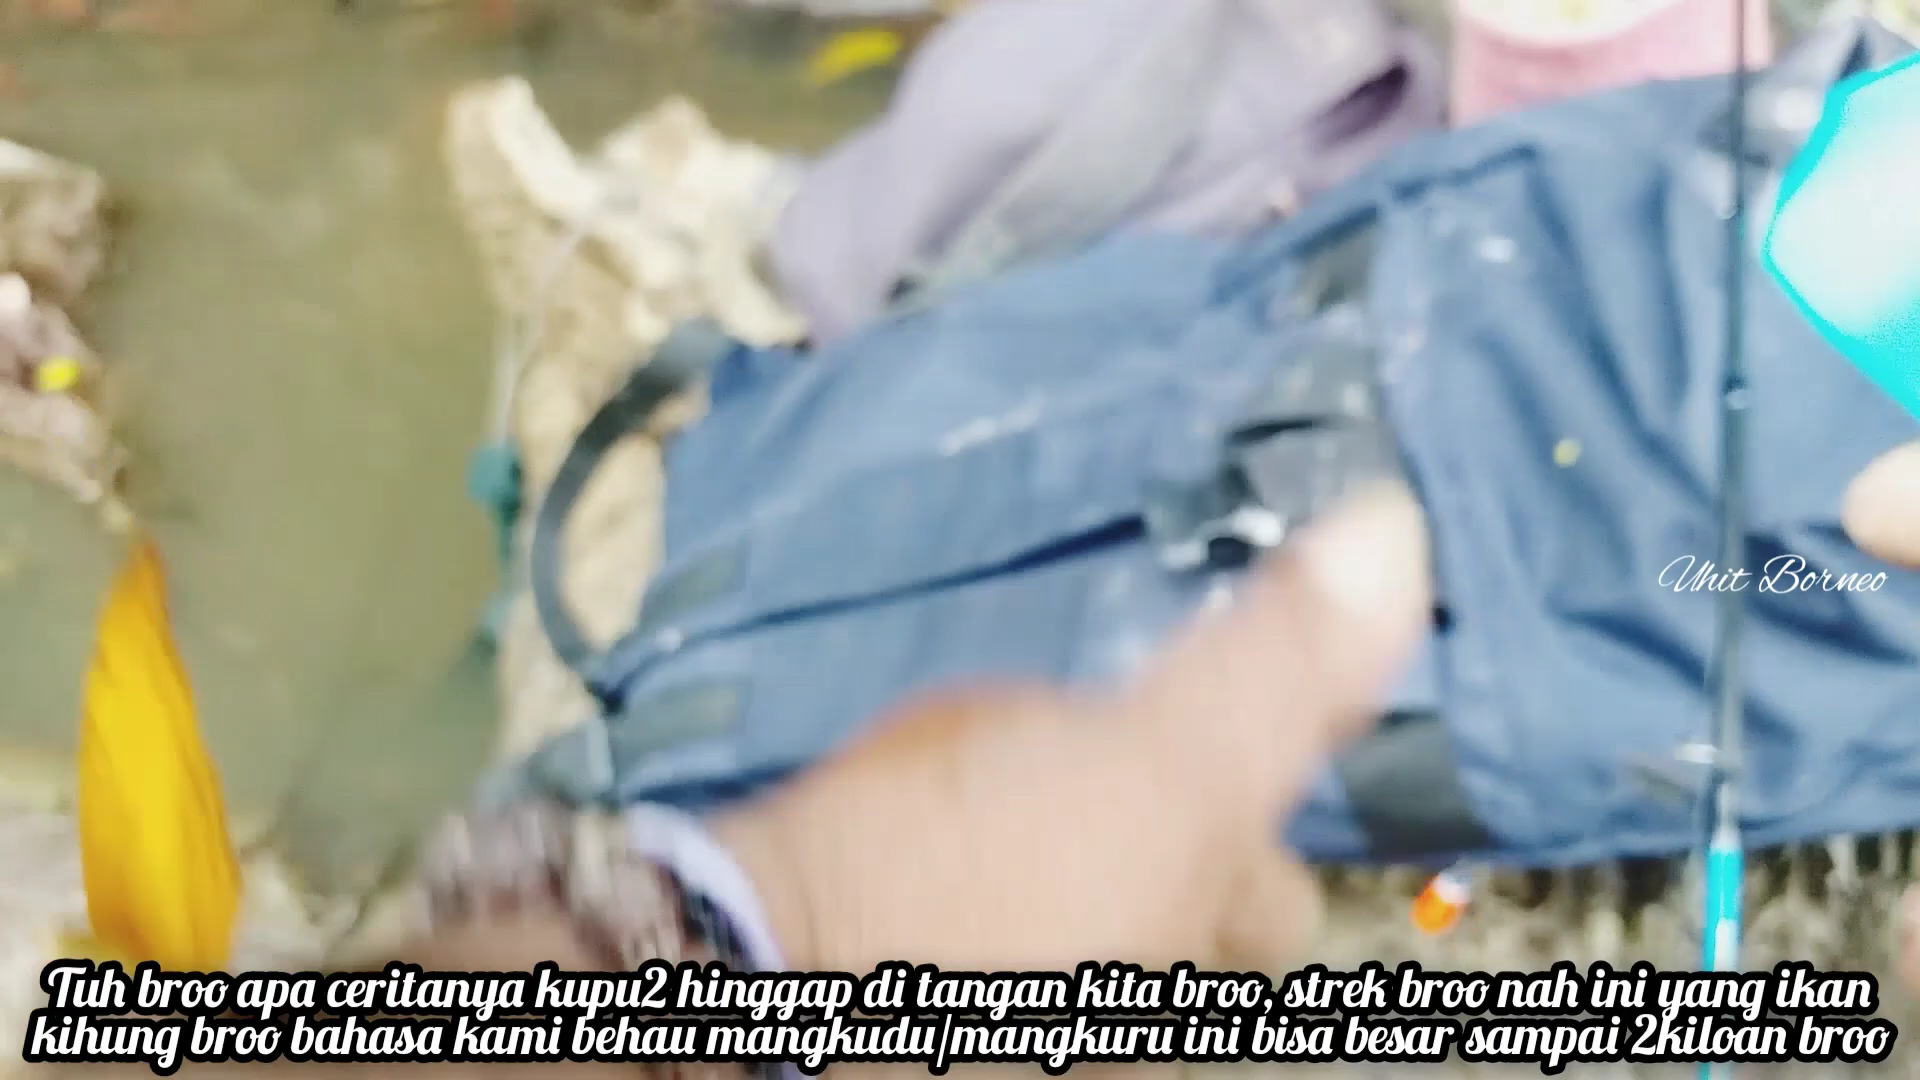 Uhit Borneo
Tuh broo apa ceritanya kupu2 hinggap di tangan kita broo, strek broo nah ini yang ikan
kihung broo bahasa kami behau mangkudu/mangkuru ini bisa besar sampai 2kiloan broo